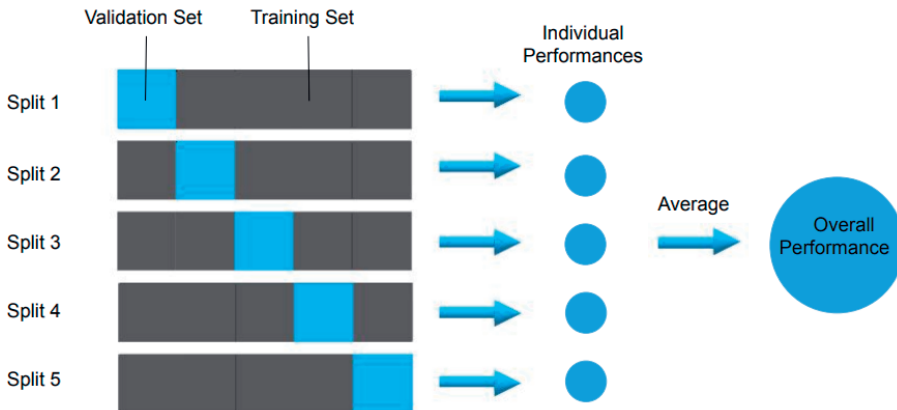 Validation Set
Training Set
Individual
Performances
Split 1
Split 2
Split 3
Average
Overall
Performance
Split 4
Split 5